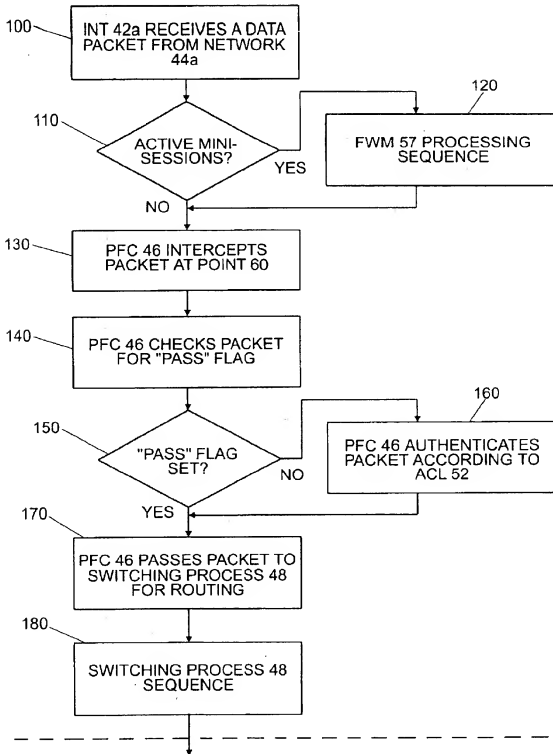 100
INT 42a RECEIVES A DATA
PACKET FROM NETWORK
44a
110
ACTIVE MINI-
SESSIONS?
YES
NO
120
FWM 57 PROCESSING
SEQUENCE
130
PFC 46 INTERCEPTS
PACKET AT POINT 60
140
PFC 46 CHECKS PACKET
FOR "PASS" FLAG
150
"PASS" FLAG
SET?
NO
YES
160
PFC 46 AUTHENTICATES
PACKET ACCORDING TO
ACL 52
170
PFC 46 PASSES PACKET TO
SWITCHING PROCESS 48
FOR ROUTING
180
SWITCHING PROCESS 48
SEQUENCE